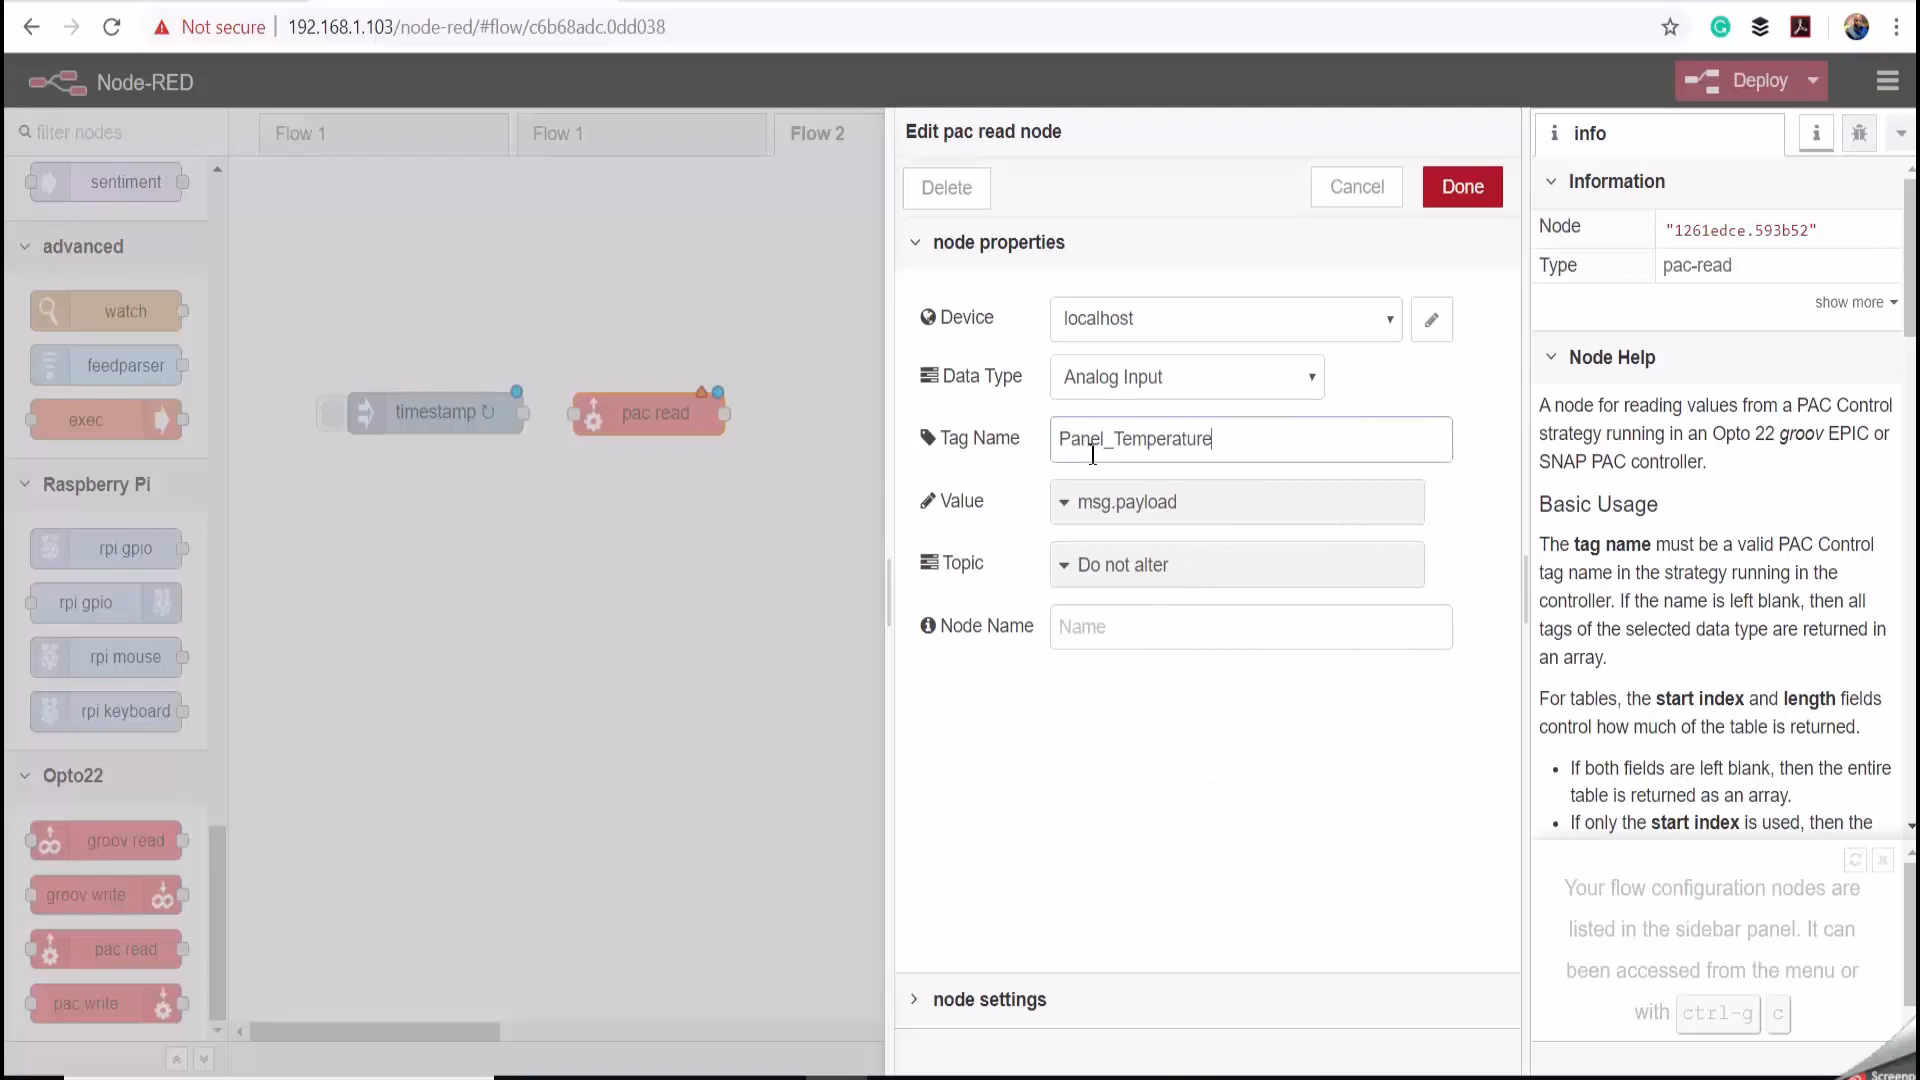 Not secure
192.168.1.103/node-red/#flow/c6b68adc.0dd038
Node-RED
Deploy
filter nodes
sentiment
advanced
watch
feedparser
exec
Raspberry Pi
rpi gpio
rpi gpio
rpi mouse
rpi keyboard
Opto22
groov read
groov write
pac read
pac write
Flow 1
Flow 1
Flow 2
timestamp ↻
pac read
Edit pac read node
Delete
Cancel
Done
node properties
Device
localhost
Data Type
Analog Input
Tag Name
Panel_Temperature
Value
msg.payload
Topic
Do not alter
Node Name
Name
node settings
info
Information
Node
"1261edce.593b52"
Type
pac-read
show more
Node Help
A node for reading values from a PAC Control
strategy running in an Opto 22 groov EPIC or
SNAP PAC controller.
Basic Usage
The tag name must be a valid PAC Control
tag name in the strategy running in the
controller. If the name is left blank, then all
tags of the selected data type are returned in
an array.
For tables, the start index and length fields
control how much of the table is returned.
• If both fields are left blank, then the entire
table is returned as an array.
• If only the start index is used, then the
Your flow configuration nodes are
listed in the sidebar panel. It can
been accessed from the menu or
with ctrl-g c